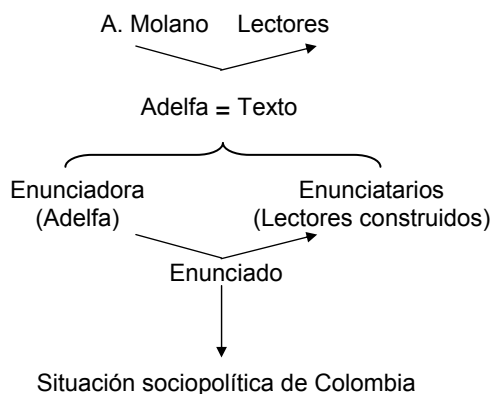 A. Molano Lectores
Adelfa = Texto
Enunciadora Enunciatarios
(Adelfa) (Lectores construidos)
Enunciado
Situación sociopolítica de Colombia